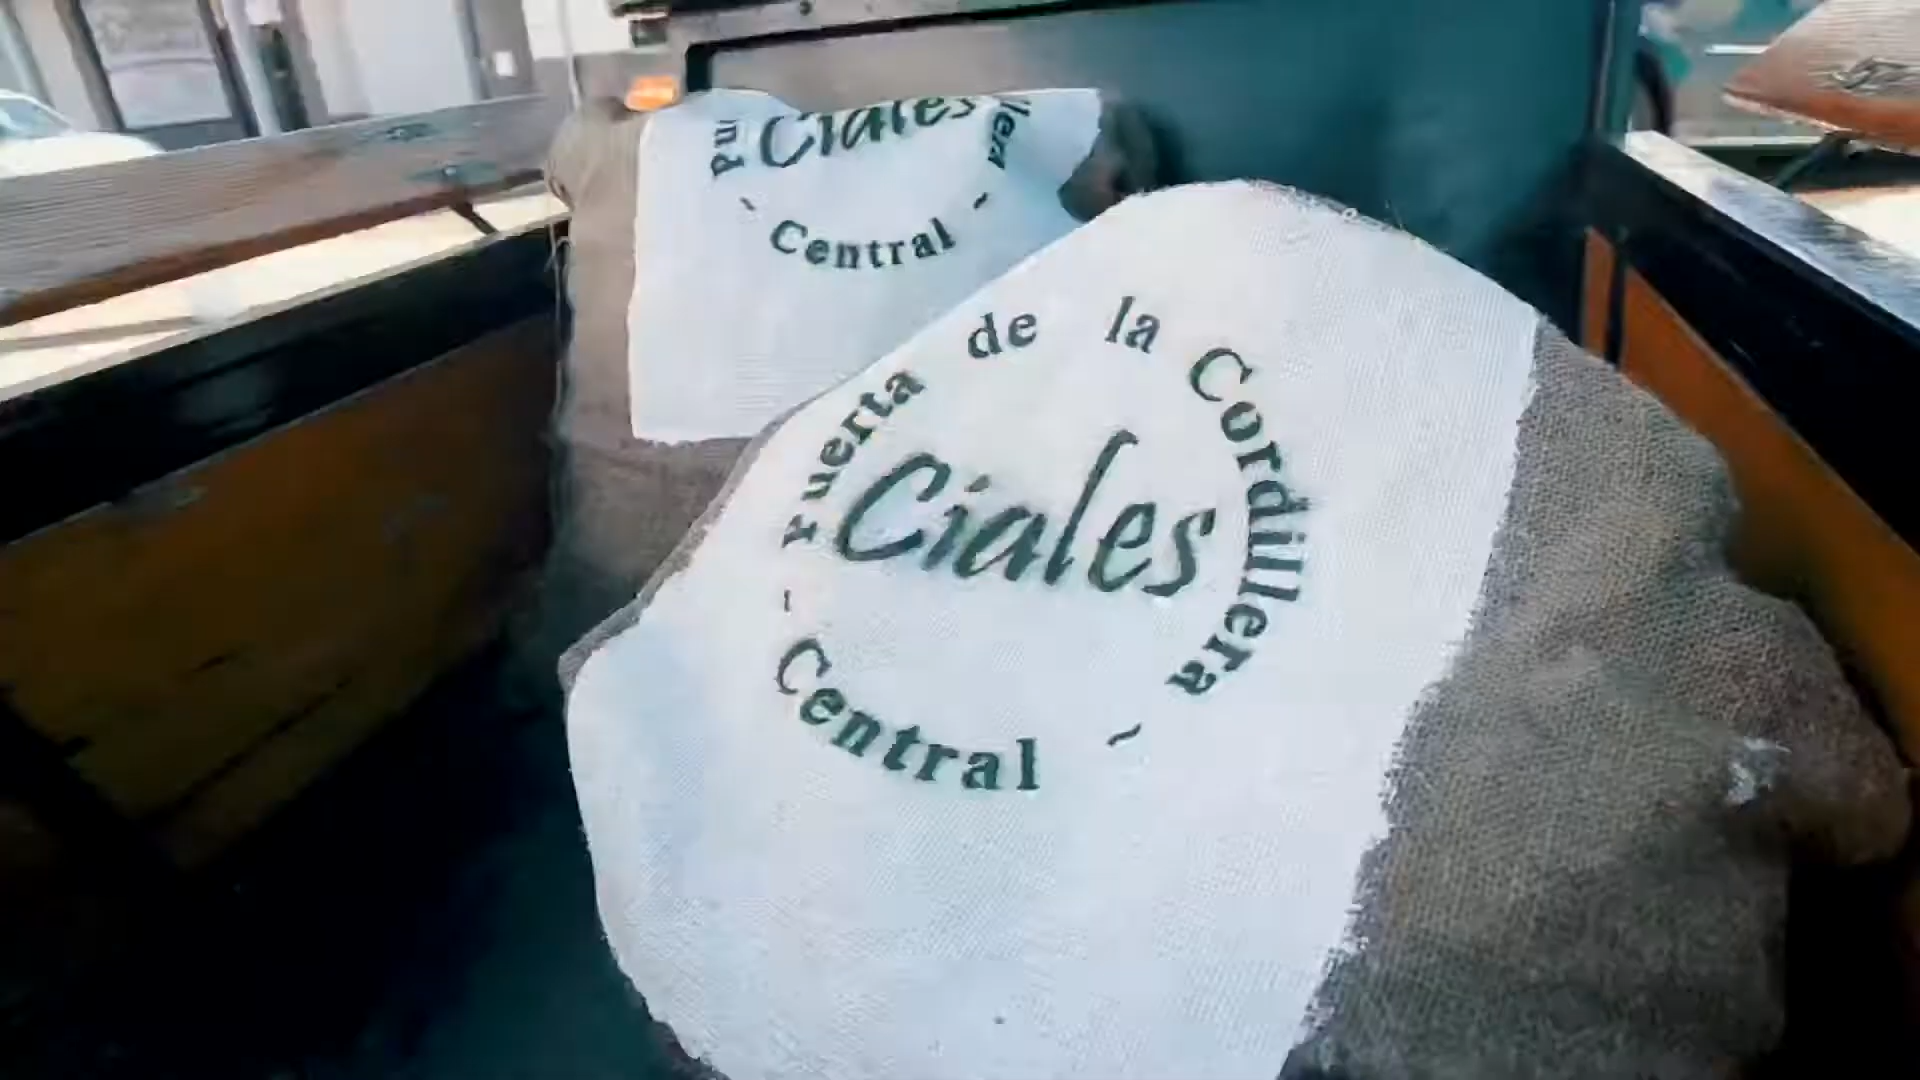 Ciales
Central
Puerta de la Cordillera
Ciales
~ Central ~